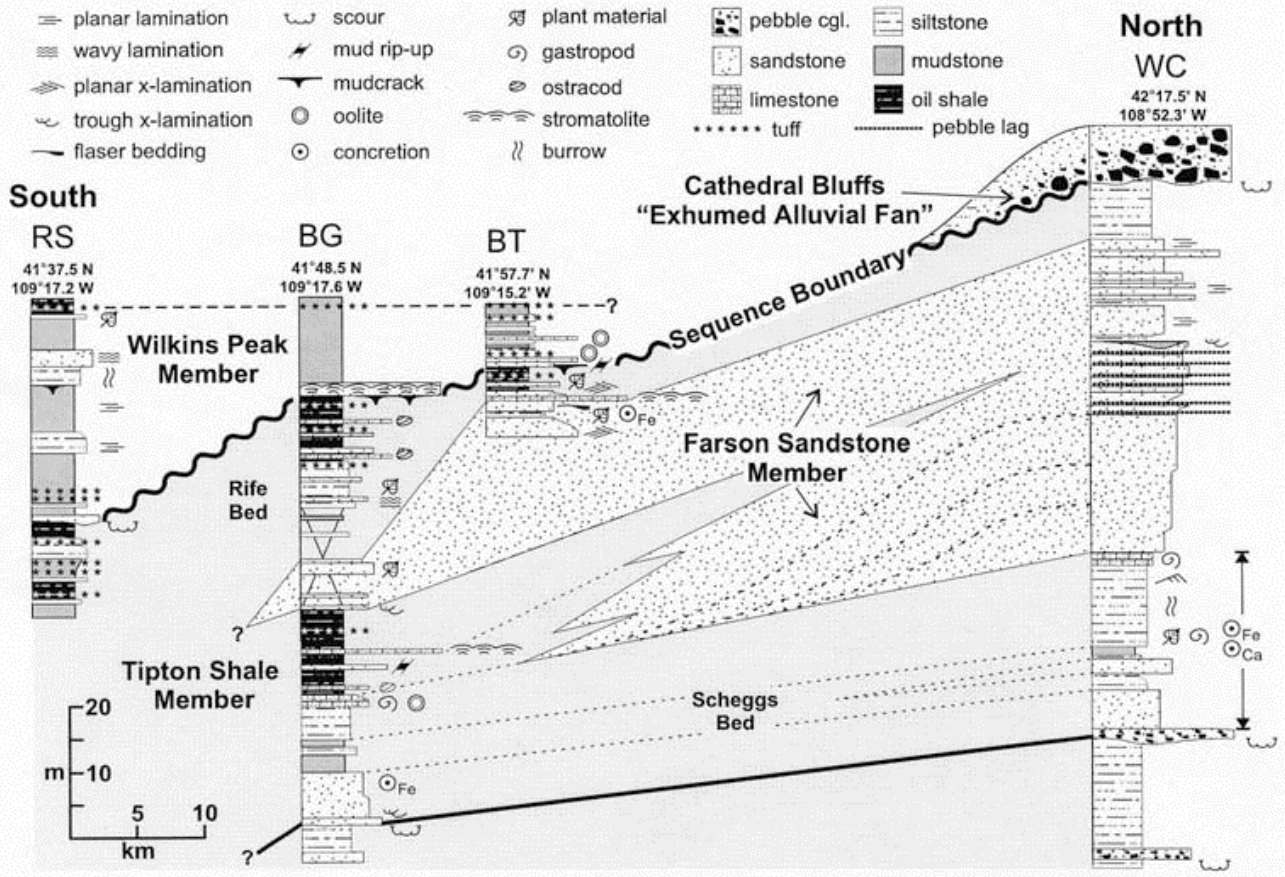 planar lamination
wavy lamination
planar x-lamination
trough x-lamination
flaser bedding
scour
mud rip-up
mudcrack
oolite
concretion
plant material
gastropod
ostracod
stromatolite
burrow
pebble cgl.
sandstone
limestone
tuff
siltstone
mudstone
oil shale
pebble lag
North
WC
42°17.5' N
108°52.3' W
South
RS
41°37.5 N
109°17.2 W
BG
41°48.5 N
109°17.6 W
BT
41°57.7' N
109°15.2' W
Cathedral Bluffs
"Exhumed Alluvial Fan"
Sequence Boundary
?
Wilkins Peak
Member
Rife
Bed
Fe
Farson Sandstone
Member
?
Tipton Shale
Member
Fe
Ca
Scheggs
Bed
20
m
10
5
10
km
Fe
?